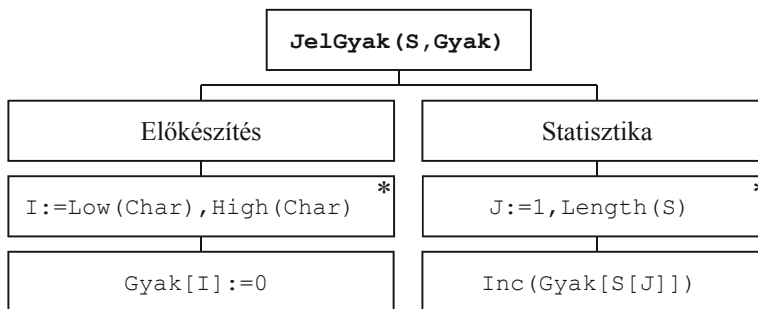 JelGyak(S,Gyak)
Előkészítés
Statisztika
I:=Low(Char),High(Char) *
J:=1,Length(S) *
Gyak[I]:=0
Inc(Gyak[S[J]])